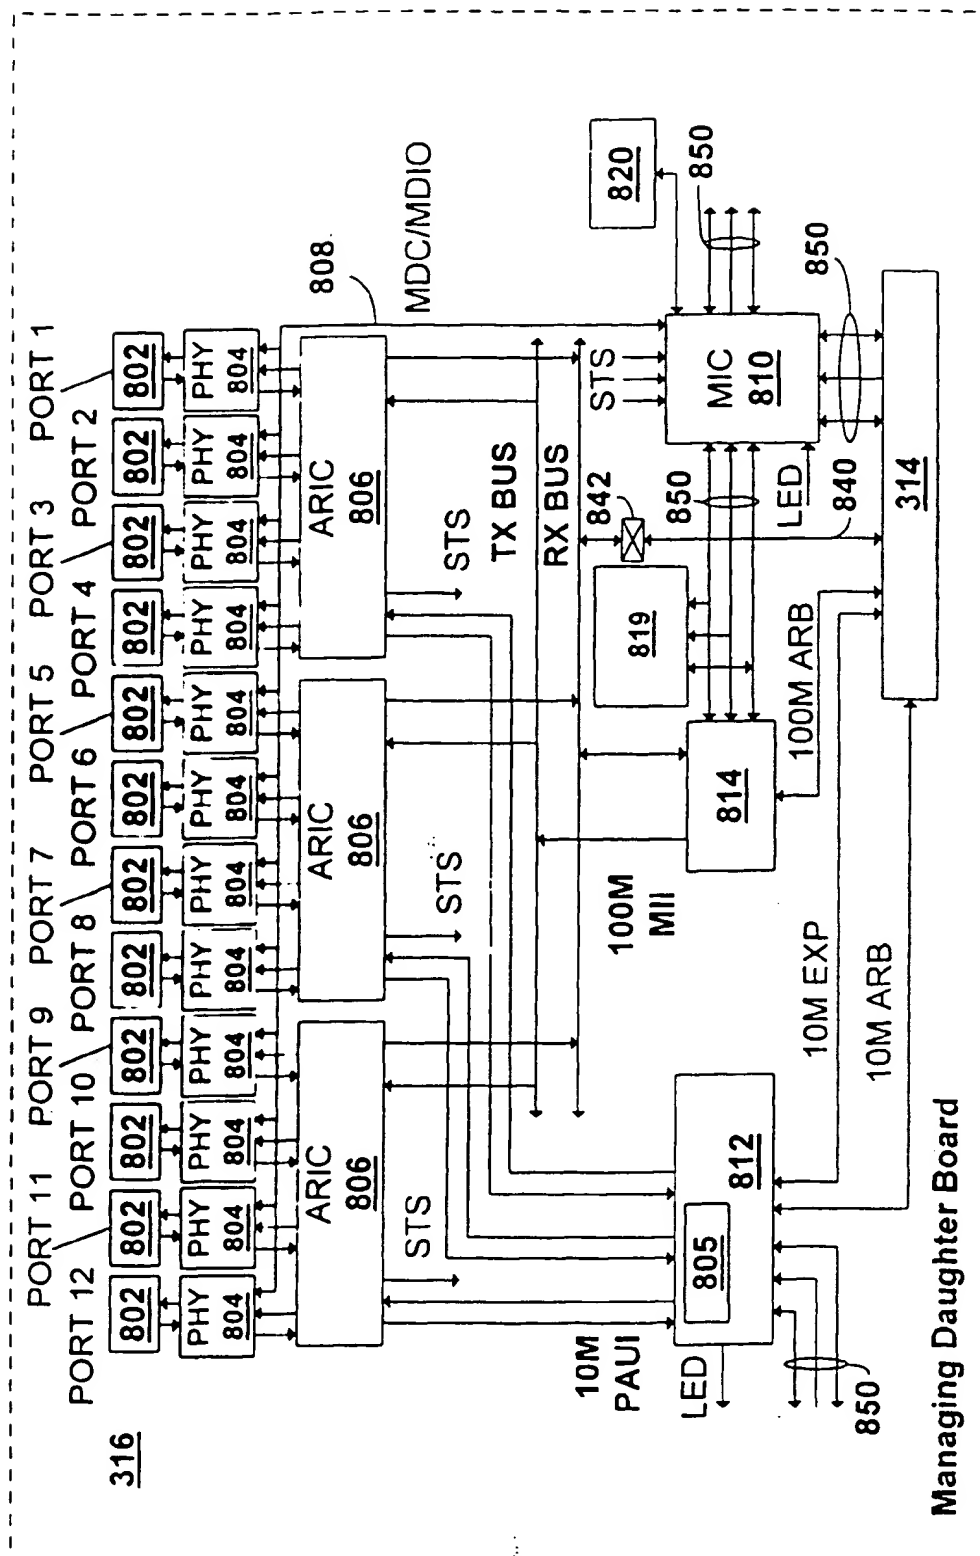 316
PORT 12
PORT 11
PORT 10
PORT 9
PORT 8
PORT 7
PORT 6
PORT 5
PORT 4
PORT 3
PORT 2
PORT 1
802
802
802
802
802
802
802
802
802
802
802
802
PHY
804
PHY
804
PHY
804
PHY
804
PHY
804
PHY
804
PHY
804
PHY
804
PHY
804
PHY
804
PHY
804
PHY
804
808
MDC/MDIO
ARIC
806
ARIC
806
ARIC
806
STS
STS
STS
TX BUS
RX BUS
10M
PAUI
100M
MII
842
STS
STS
820
819
850
850
LED
805
812
814
MIC
810
LED
850
10M EXP
10M ARB
100M ARB
840
850
314
Managing Daughter Board